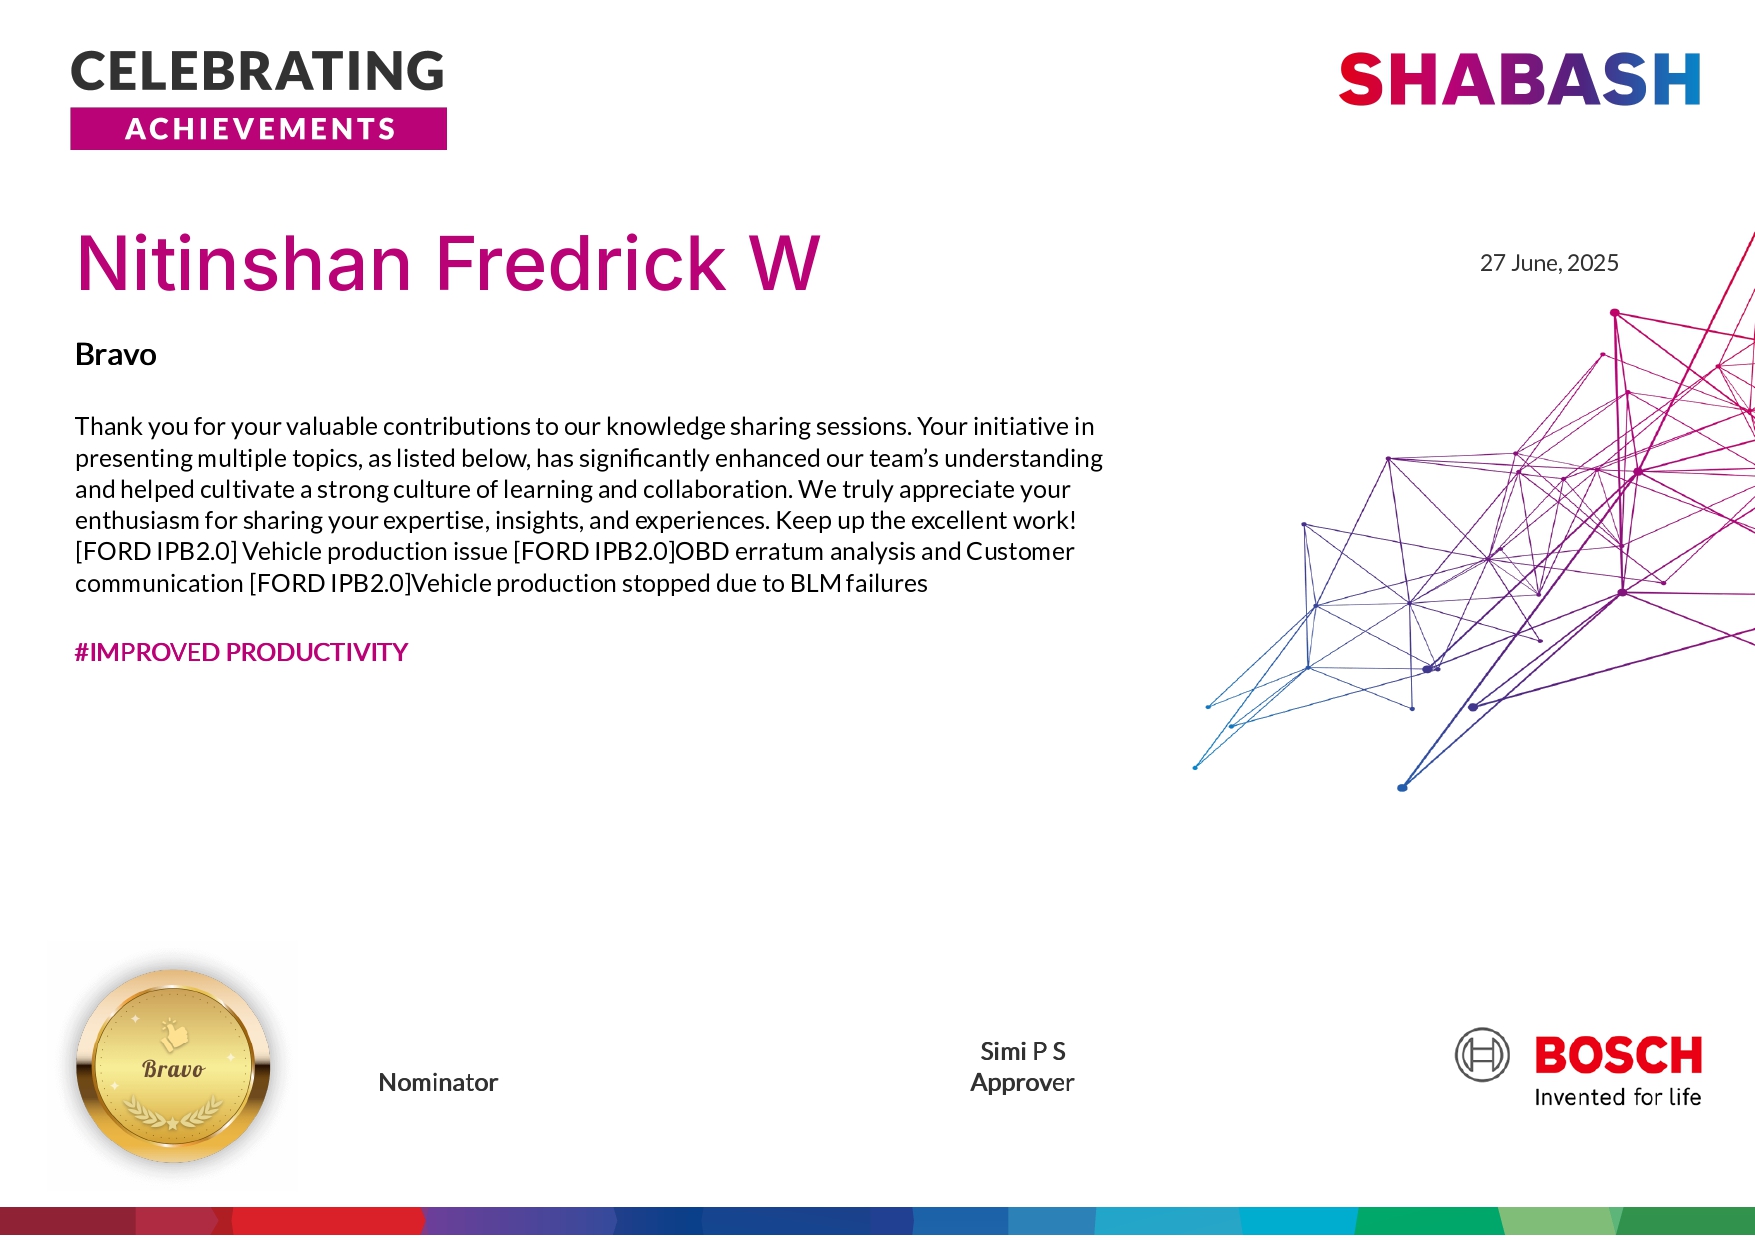 CELEBRATING
ACHIEVEMENTS
SHABASH
Nitinshan Fredrick W
27 June, 2025
Bravo
Thank you for your valuable contributions to our knowledge sharing sessions. Your initiative in
presenting multiple topics, as listed below, has significantly enhanced our team's understanding
and helped cultivate a strong culture of learning and collaboration. We truly appreciate your
enthusiasm for sharing your expertise, insights, and experiences. Keep up the excellent work!
[FORD IPB2.0] Vehicle production issue [FORD IPB2.0]OBD erratum analysis and Customer
communication [FORD IPB2.0]Vehicle production stopped due to BLM failures
#IMPROVED PRODUCTIVITY
Bravo
Nominator
Simi P S
Approver
BOSCH
Invented for life